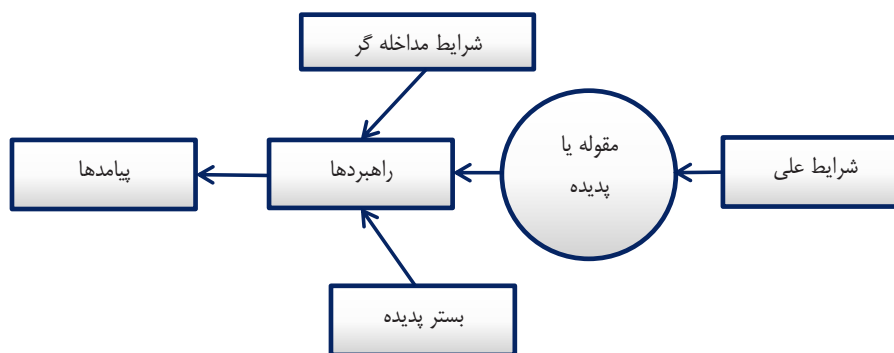 شرایط مداخله گر
شرایط علی
مقوله یا
پدیده
راهبردها
پیامدها
بستر پدیده